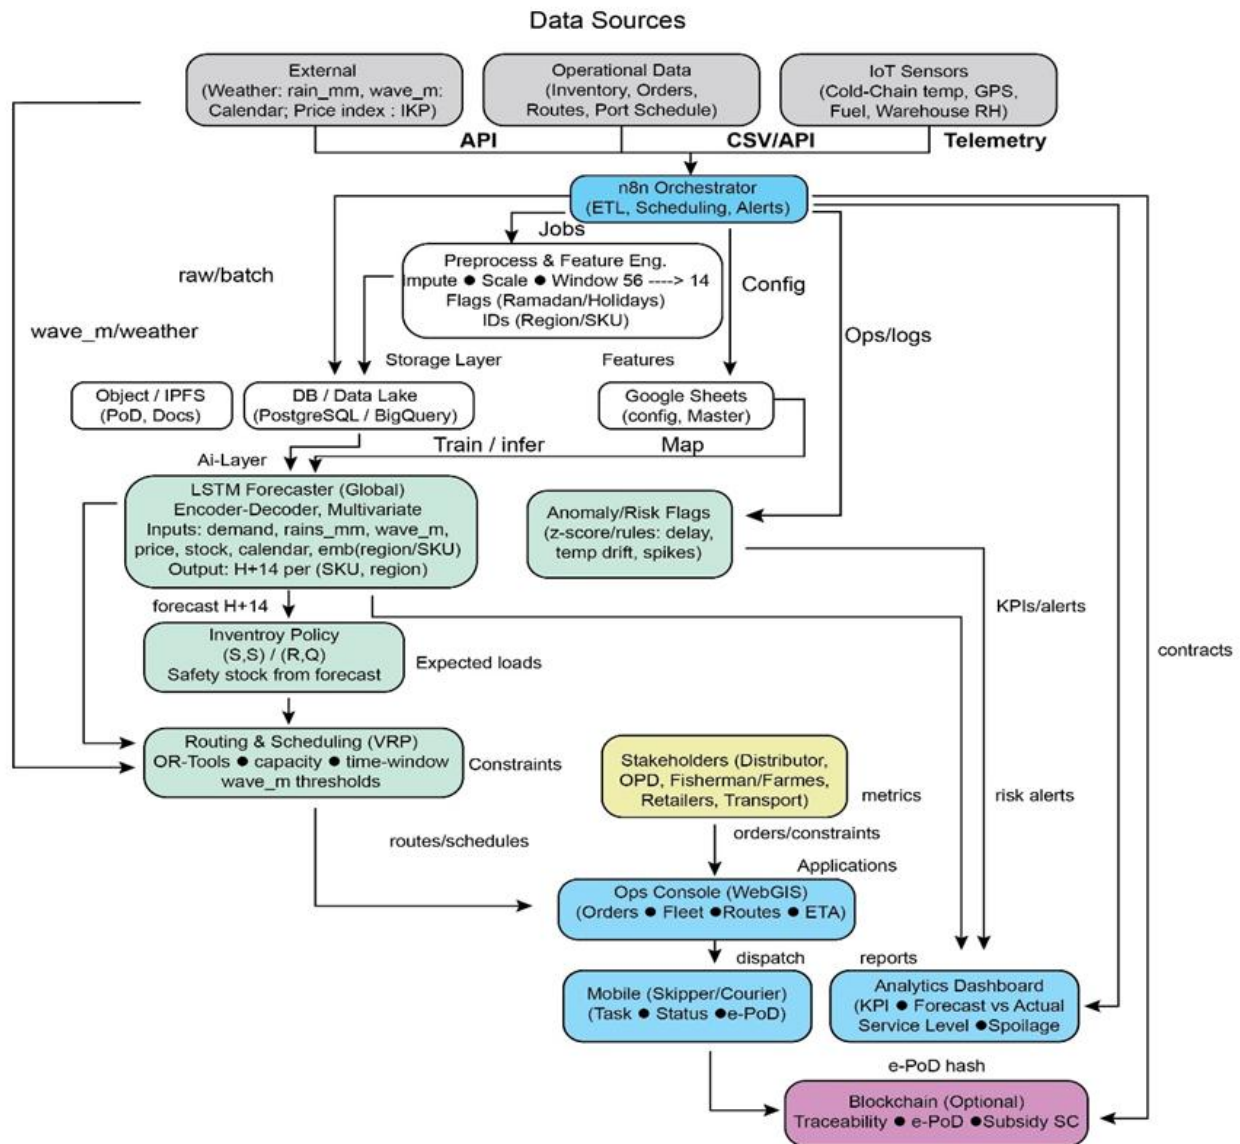 Data Sources
External
(Weather: rain_mm, wave_m:
Calendar; Price index : IKP)
Operational Data
(Inventory, Orders,
Routes, Port Schedule)
IoT Sensors
(Cold-Chain temp, GPS,
Fuel, Warehouse RH)
API
CSV/API
Telemetry
n8n Orchestrator
(ETL, Scheduling, Alerts)
Jobs
Preprocess & Feature Eng.
Impute ● Scale ● Window 56 ----> 14
Flags (Ramadan/Holidays)
IDs (Region/SKU)
raw/batch
Config
wave_m/weather
Ops/logs
Storage Layer
Features
Object / IPFS
(PoD, Docs)
DB / Data Lake
(PostgreSQL / BigQuery)
Google Sheets
(config, Master)
Train / infer
Map
Ai-Layer
LSTM Forecaster (Global)
Encoder-Decoder, Multivariate
Inputs: demand, rains_mm, wave_m,
price, stock, calendar, emb(region/SKU)
Output: H+14 per (SKU, region)
Anomaly/Risk Flags
(z-score/rules: delay,
temp drift, spikes)
forecast H+14
KPIs/alerts
Inventroy Policy
(S,S) / (R,Q)
Safety stock from forecast
Expected loads
contracts
Routing & Scheduling (VRP)
OR-Tools ● capacity ● time-window
wave_m thresholds
Constraints
Stakeholders (Distributor,
OPD, Fisherman/Farmes,
Retailers, Transport)
metrics
risk alerts
routes/schedules
orders/constraints
Applications
Ops Console (WebGIS)
(Orders ● Fleet ●Routes ● ETA)
dispatch
reports
Mobile (Skipper/Courier)
(Task ● Status ●e-PoD)
Analytics Dashboard
(KPI ● Forecast vs Actual
Service Level ●Spoilage
e-PoD hash
Blockchain (Optional)
Traceability ● e-PoD ●Subsidy SC